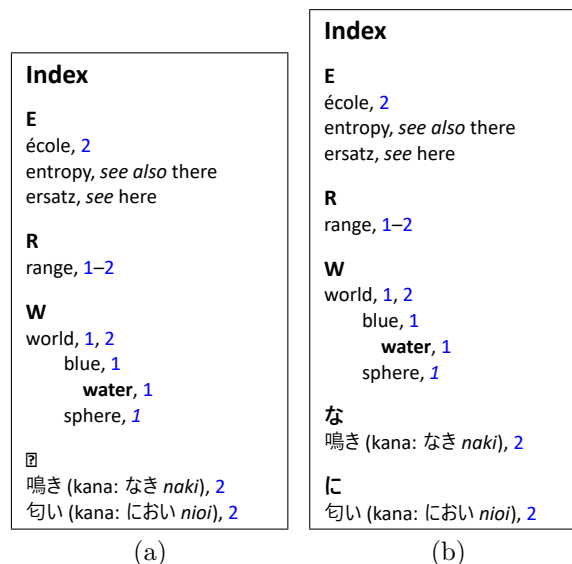 Index
E
école, 2
entropy, see also there
ersatz, see here
R
range, 1–2
W
world, 1, 2
blue, 1
water, 1
sphere, 1
鳴き (kana: なき naki), 2
匂い (kana: におい nioi), 2
(a)
Index
E
école, 2
entropy, see also there
ersatz, see here
R
range, 1–2
W
world, 1, 2
blue, 1
water, 1
sphere, 1
な
鳴き (kana: なき naki), 2
に
匂い (kana: におい nioi), 2
(b)